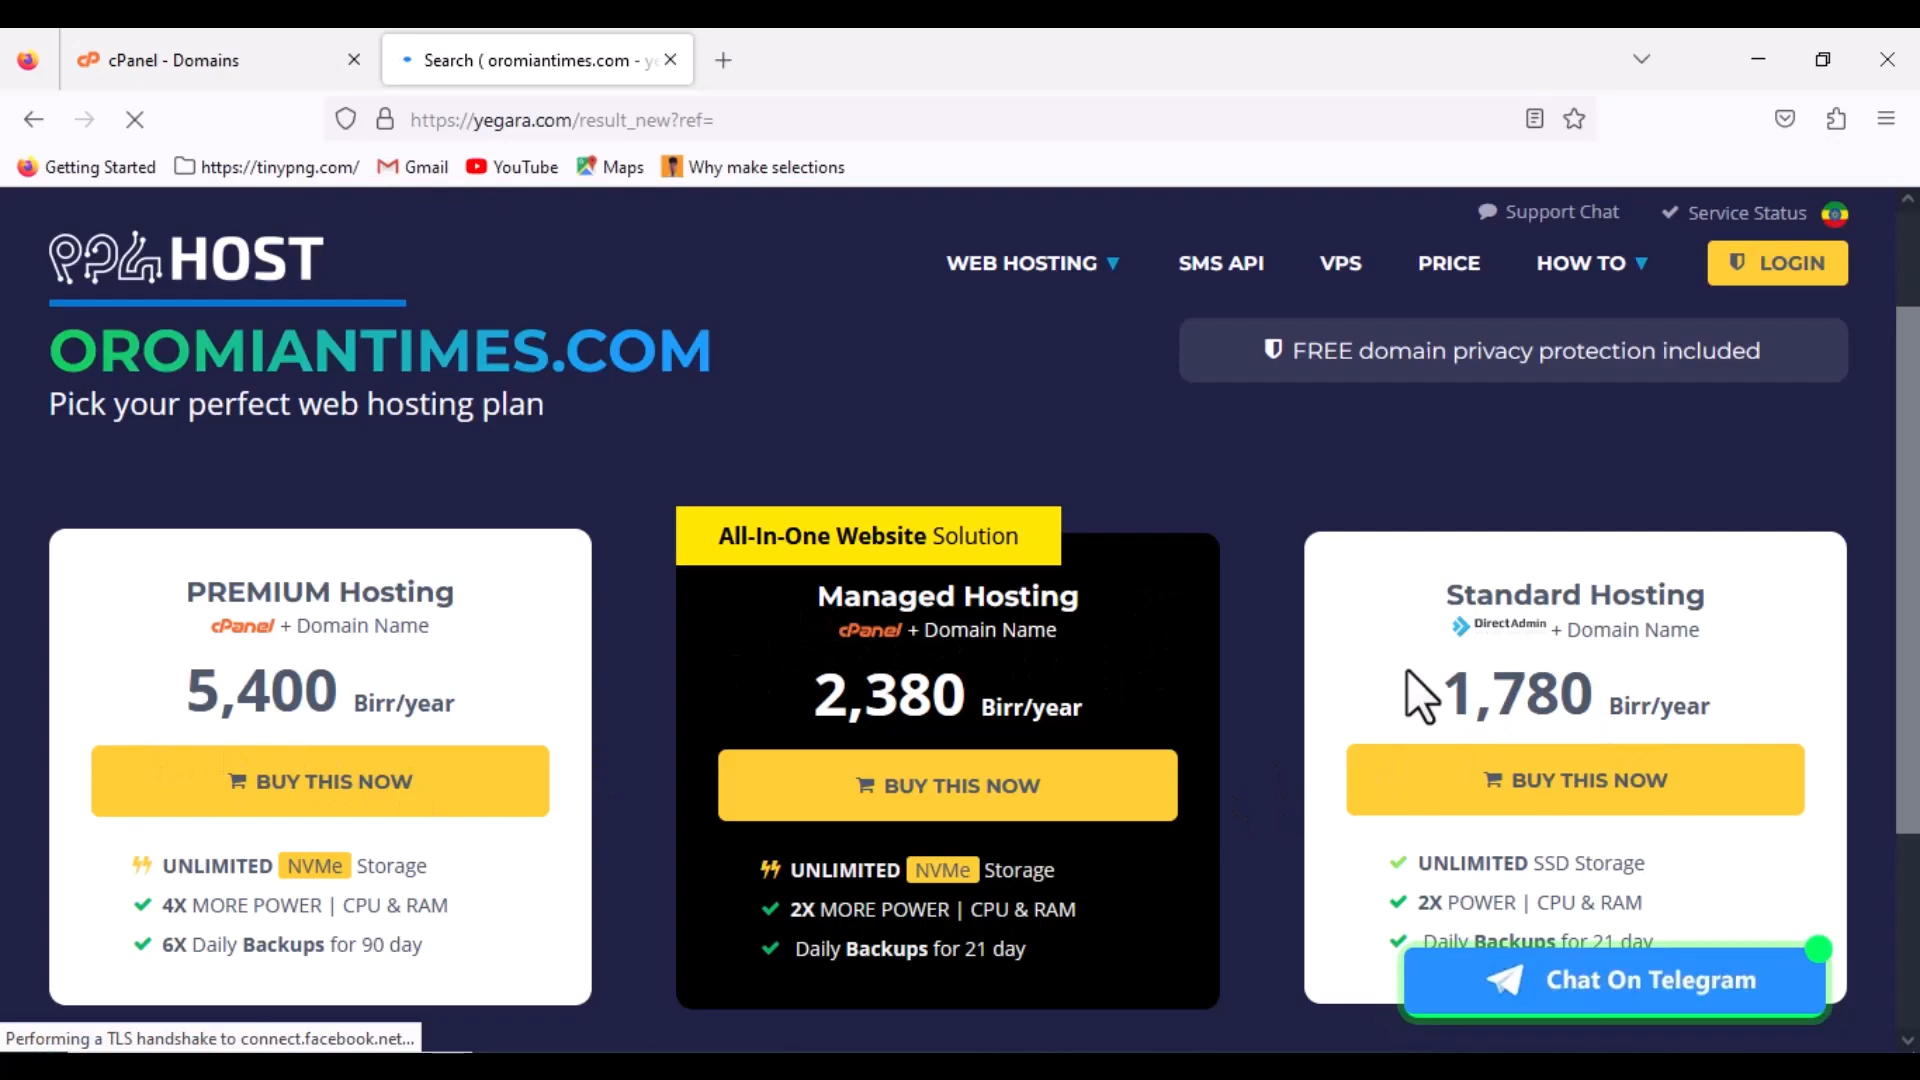 cPanel - Domains
Search ( oromiantimes.com - ye
https://yegara.com/result_new?ref=
Getting Started
https://tinypng.com/
Gmail
YouTube
Maps
Why make selections
Support Chat
Service Status
የጋራ HOST
WEB HOSTING
SMS API
VPS
PRICE
HOW TO
LOGIN
OROMIANTIMES.COM
FREE domain privacy protection included
Pick your perfect web hosting plan
PREMIUM Hosting
cPanel + Domain Name
5,400 Birr/year
BUY THIS NOW
UNLIMITED NVMe Storage
4X MORE POWER | CPU & RAM
6X Daily Backups for 90 day
All-In-One Website Solution
Managed Hosting
cPanel + Domain Name
2,380 Birr/year
BUY THIS NOW
UNLIMITED NVMe Storage
2X MORE POWER | CPU & RAM
Daily Backups for 21 day
Standard Hosting
DirectAdmin + Domain Name
1,780 Birr/year
BUY THIS NOW
UNLIMITED SSD Storage
2X POWER | CPU & RAM
Daily Backups for 21 day
Chat On Telegram
Performing a TLS handshake to connect.facebook.net...